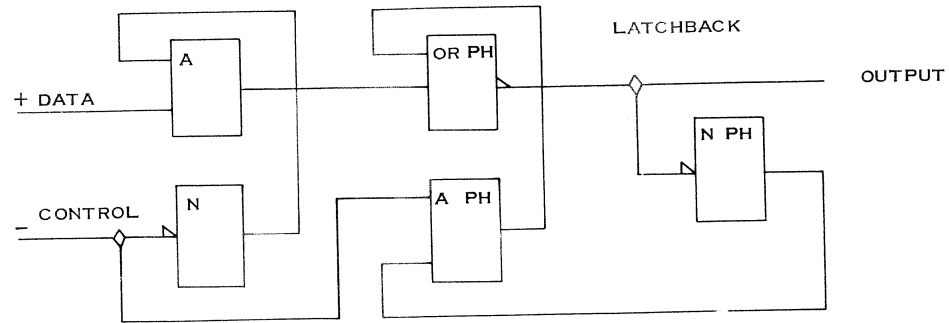 LATCHBACK
A
OR PH
OUTPUT
+ DATA
N PH
N
A PH
CONTROL
-